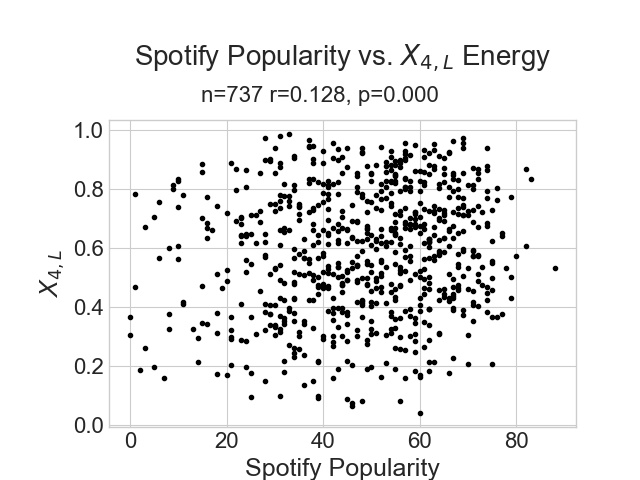 Spotify Popularity vs. X4, L Energy
n=737 r=0.128, p=0.000
1.0
0.8
0.6
0.4
0.2
0.0
X4, L
0 20 40 60 80
Spotify Popularity